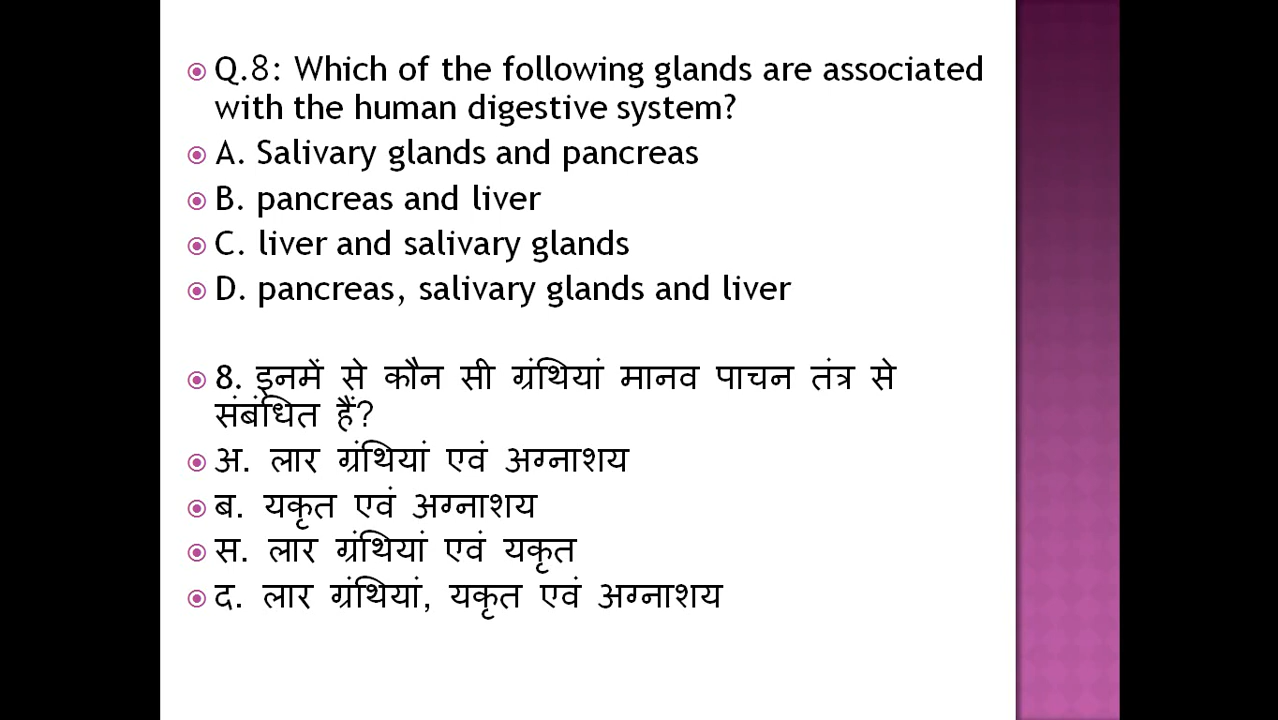 Q.8: Which of the following glands are associated
with the human digestive system?
A. Salivary glands and pancreas
B. pancreas and liver
C. liver and salivary glands
D. pancreas, salivary glands and liver
8. इनमें से कौन सी ग्रंथियां मानव पाचन तंत्र से
संबंधित हैं?
अ. लार ग्रंथियां एवं अग्नाशय
ब. यकृत एवं अग्नाशय
स. लार ग्रंथियां एवं यकृत
द. लार ग्रंथियां, यकृत एवं अग्नाशय